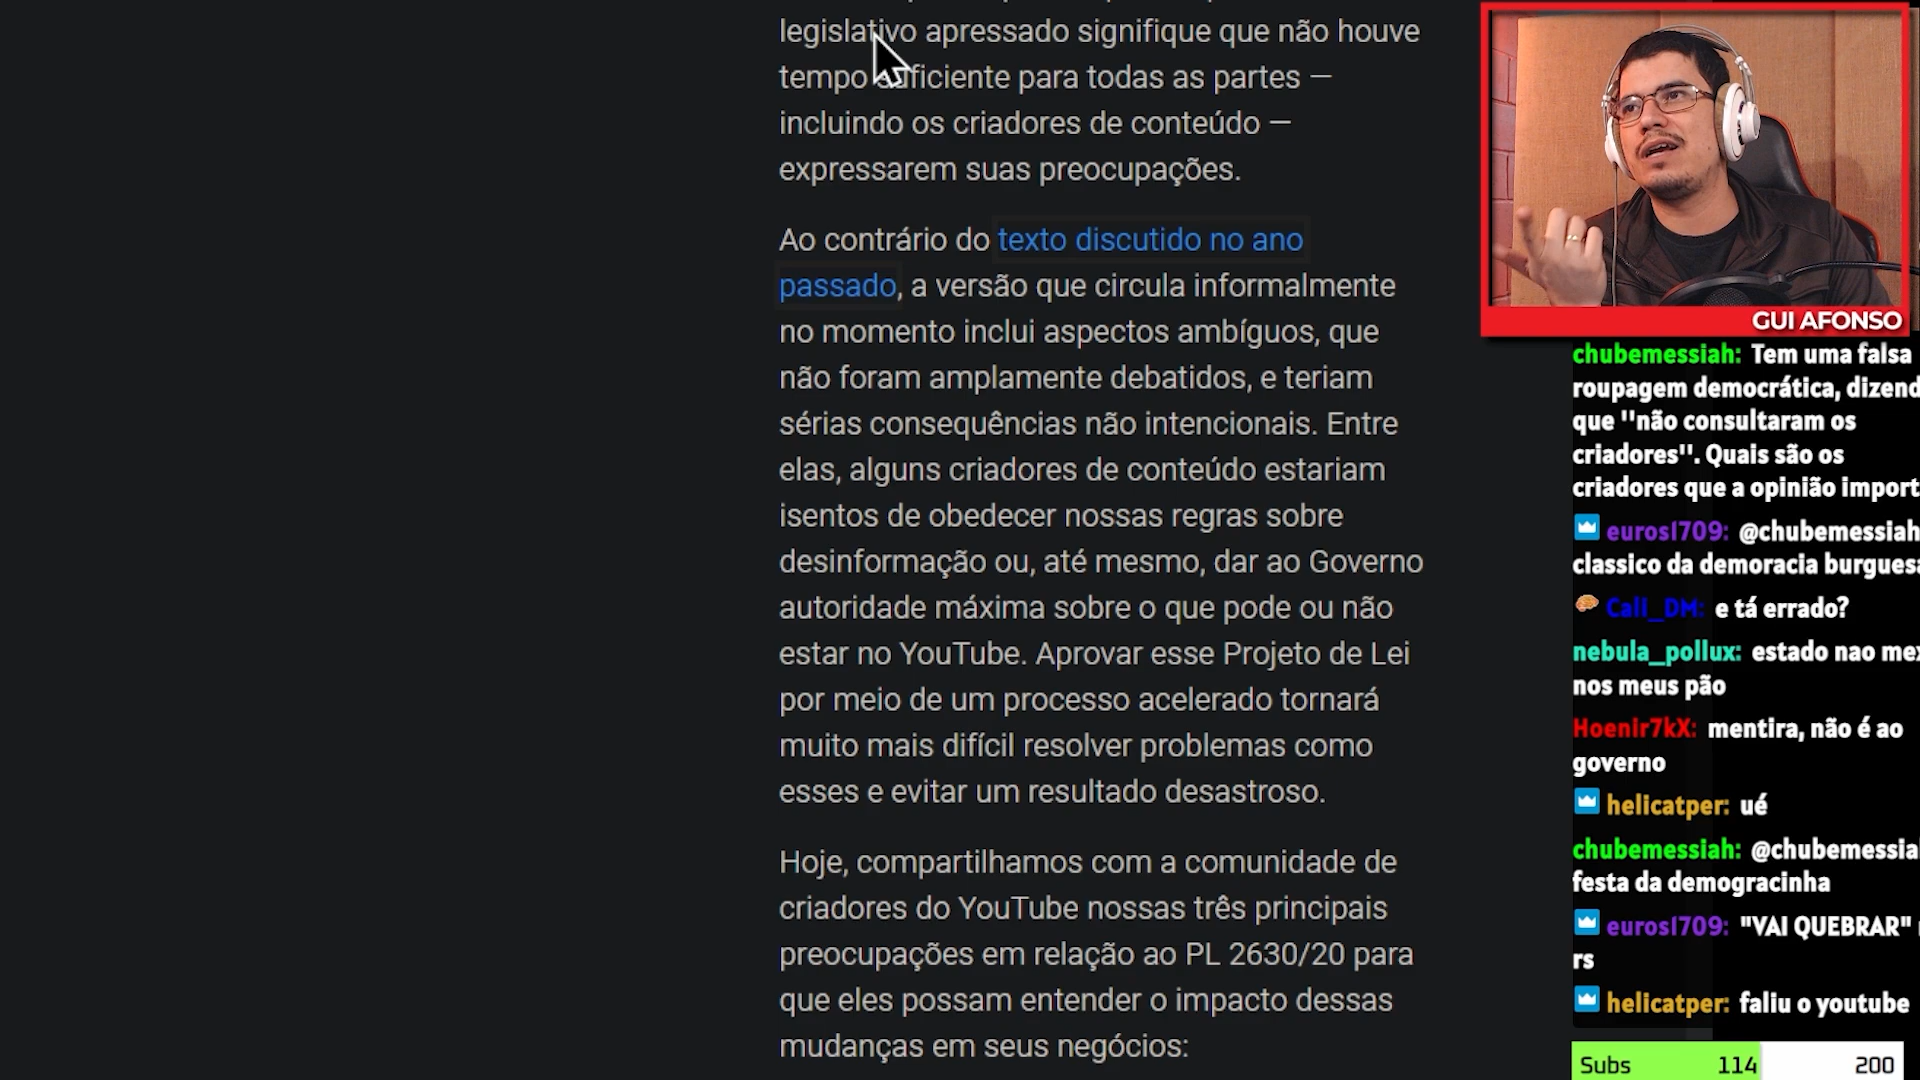 legislativo apressado signifique que não houve
tempo suficiente para todas as partes —
incluindo os criadores de conteúdo —
expressarem suas preocupações.
Ao contrário do texto discutido no ano
passado, a versão que circula informalmente
no momento inclui aspectos ambíguos, que
não foram amplamente debatidos, e teriam
sérias consequências não intencionais. Entre
elas, alguns criadores de conteúdo estariam
isentos de obedecer nossas regras sobre
desinformação ou, até mesmo, dar ao Governo
autoridade máxima sobre o que pode ou não
estar no YouTube. Aprovar esse Projeto de Lei
por meio de um processo acelerado tornará
muito mais difícil resolver problemas como
esses e evitar um resultado desastroso.
Hoje, compartilhamos com a comunidade de
criadores do YouTube nossas três principais
preocupações em relação ao PL 2630/20 para
que eles possam entender o impacto dessas
mudanças em seus negócios:
GUI AFONSO
chubemessiah: Tem uma falsa
roupagem democrática, dizend
que ''não consultaram os
criadores''. Quais são os
criadores que a opinião import
euros1709: @chubemessiah
classico da demoracia burgues
Cali_DM: e tá errado?
nebula_pollux: estado nao mex
nos meus pão
Hoenir7kX: mentira, não é ao
governo
helicatper: ué
chubemessiah: @chubemessia
festa da demogracinha
euros1709: "VAI QUEBRAR"
rs
helicatper: faliu o youtube
Subs 114 200